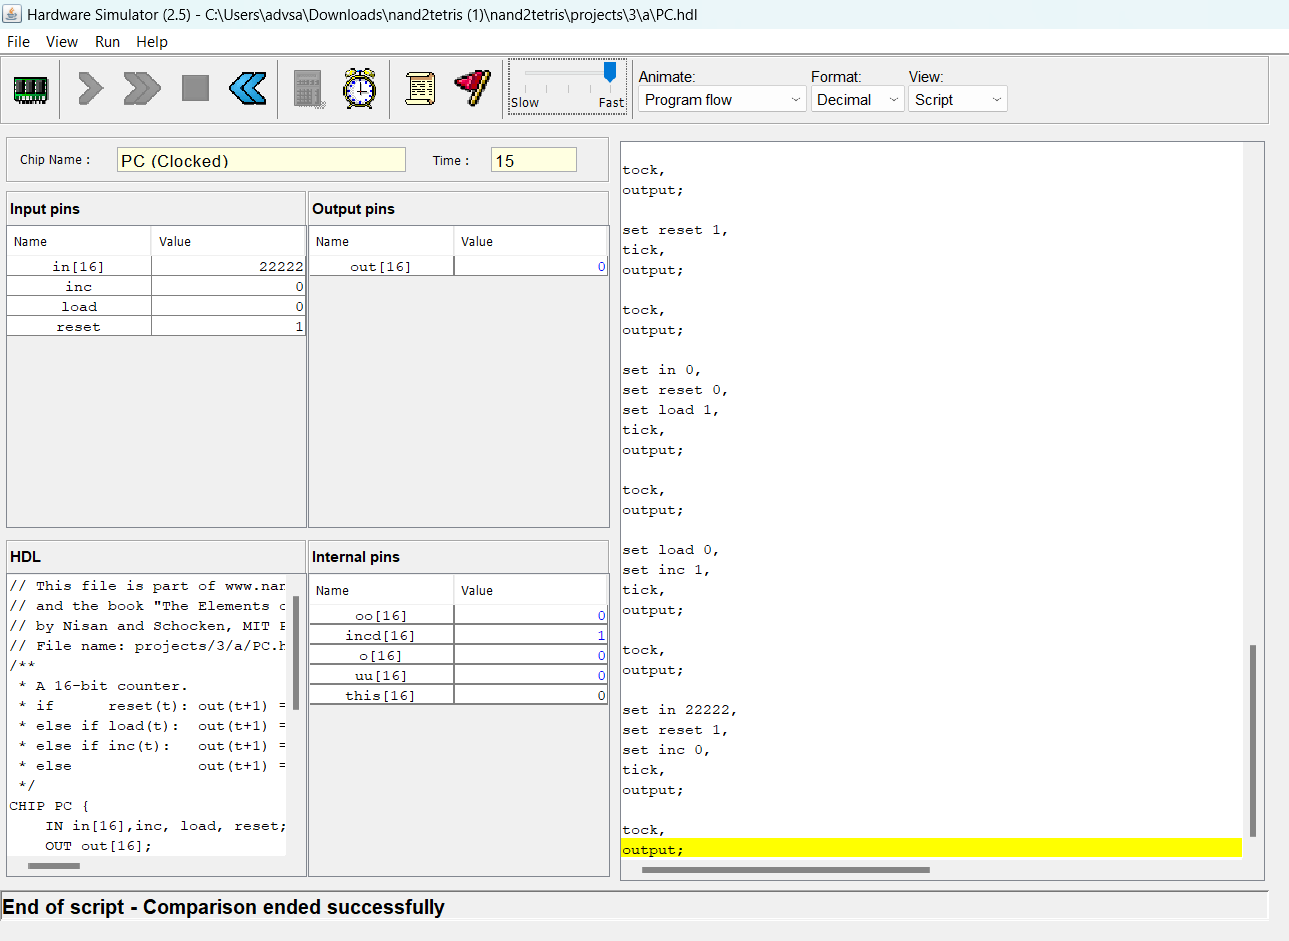 Hardware Simulator (2.5) - C:\Users\advsa\Downloads\nand2tetris (1)\nand2tetris\projects\3\a\PC.hdl
File View Run Help
Slow Fast
Animate: Format: View:
Program flow Decimal Script
Chip Name : PC (Clocked) Time : 15
Input pins
Name Value
in[16] 22222
inc 0
load 0
reset 1
Output pins
Name Value
out[16] 0
HDL
// This file is part of www.nan
// and the book "The Elements
// by Nisan and Schocken, MIT
// File name: projects/3/a/PC.h
/**
* A 16-bit counter.
* if reset(t): out(t+1) =
* else if load(t): out(t+1) =
* else if inc(t): out(t+1) =
* else out(t+1) =
*/
CHIP PC {
IN in[16],inc, load, reset;
OUT out[16];
Internal pins
Name Value
oo[16] 0
incd[16] 1
o[16] 0
uu[16] 0
this[16] 0
tock,
output;
set reset 1,
tick,
output;
tock,
output;
set in 0,
set reset 0,
set load 1,
tick,
output;
tock,
output;
set load 0,
set inc 1,
tick,
output;
tock,
output;
set in 22222,
set reset 1,
set inc 0,
tick,
output;
tock,
output;
End of script - Comparison ended successfully